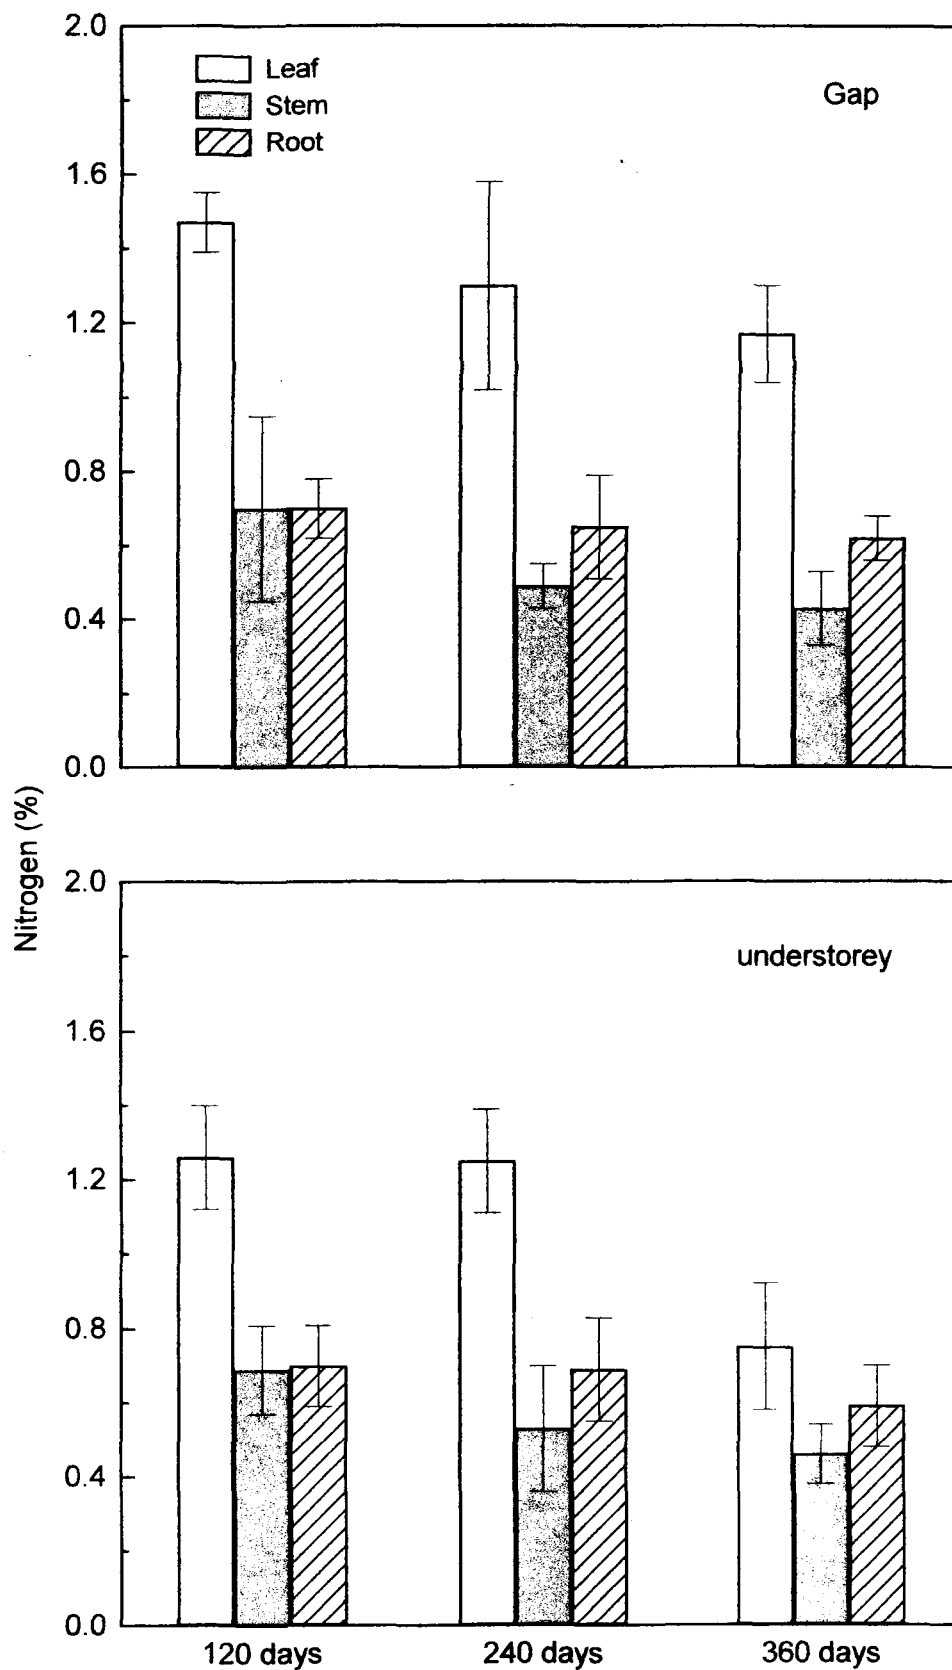 2.0
Leaf
Gap
Stem
Root
1.6
1.2
0.8
0.4
0.0
Nitrogen (%)
2.0
understorey
1.6
1.2
0.8
0.4
0.0
120 days
240 days
360 days